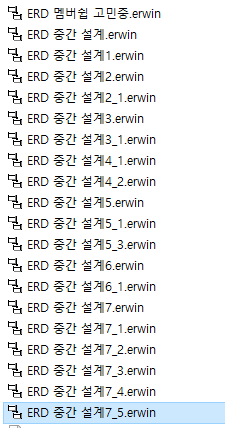 ERD 멤버쉽 고민중.erwin
ERD 중간 설계.erwin
ERD 중간 설계1.erwin
ERD 중간 설계2.erwin
ERD 중간 설계2_1.erwin
ERD 중간 설계3.erwin
ERD 중간 설계3_1.erwin
ERD 중간 설계4_1.erwin
ERD 중간 설계4_2.erwin
ERD 중간 설계5.erwin
ERD 중간 설계5_1.erwin
ERD 중간 설계5_3.erwin
ERD 중간 설계6.erwin
ERD 중간 설계6_1.erwin
ERD 중간 설계7.erwin
ERD 중간 설계7_1.erwin
ERD 중간 설계7_2.erwin
ERD 중간 설계7_3.erwin
ERD 중간 설계7_4.erwin
ERD 중간 설계7_5.erwin